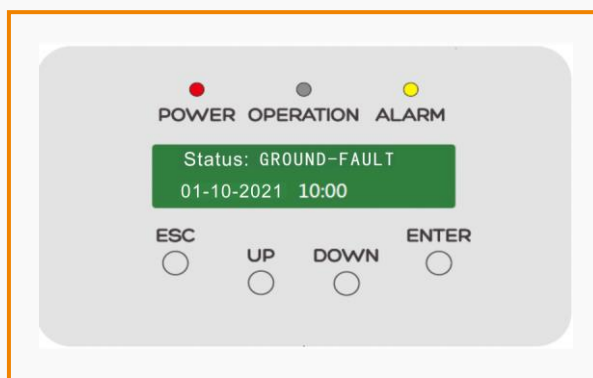 POWER OPERATION ALARM
Status: GROUND-FAULT
01-10-2021 10:00
ESC UP DOWN ENTER